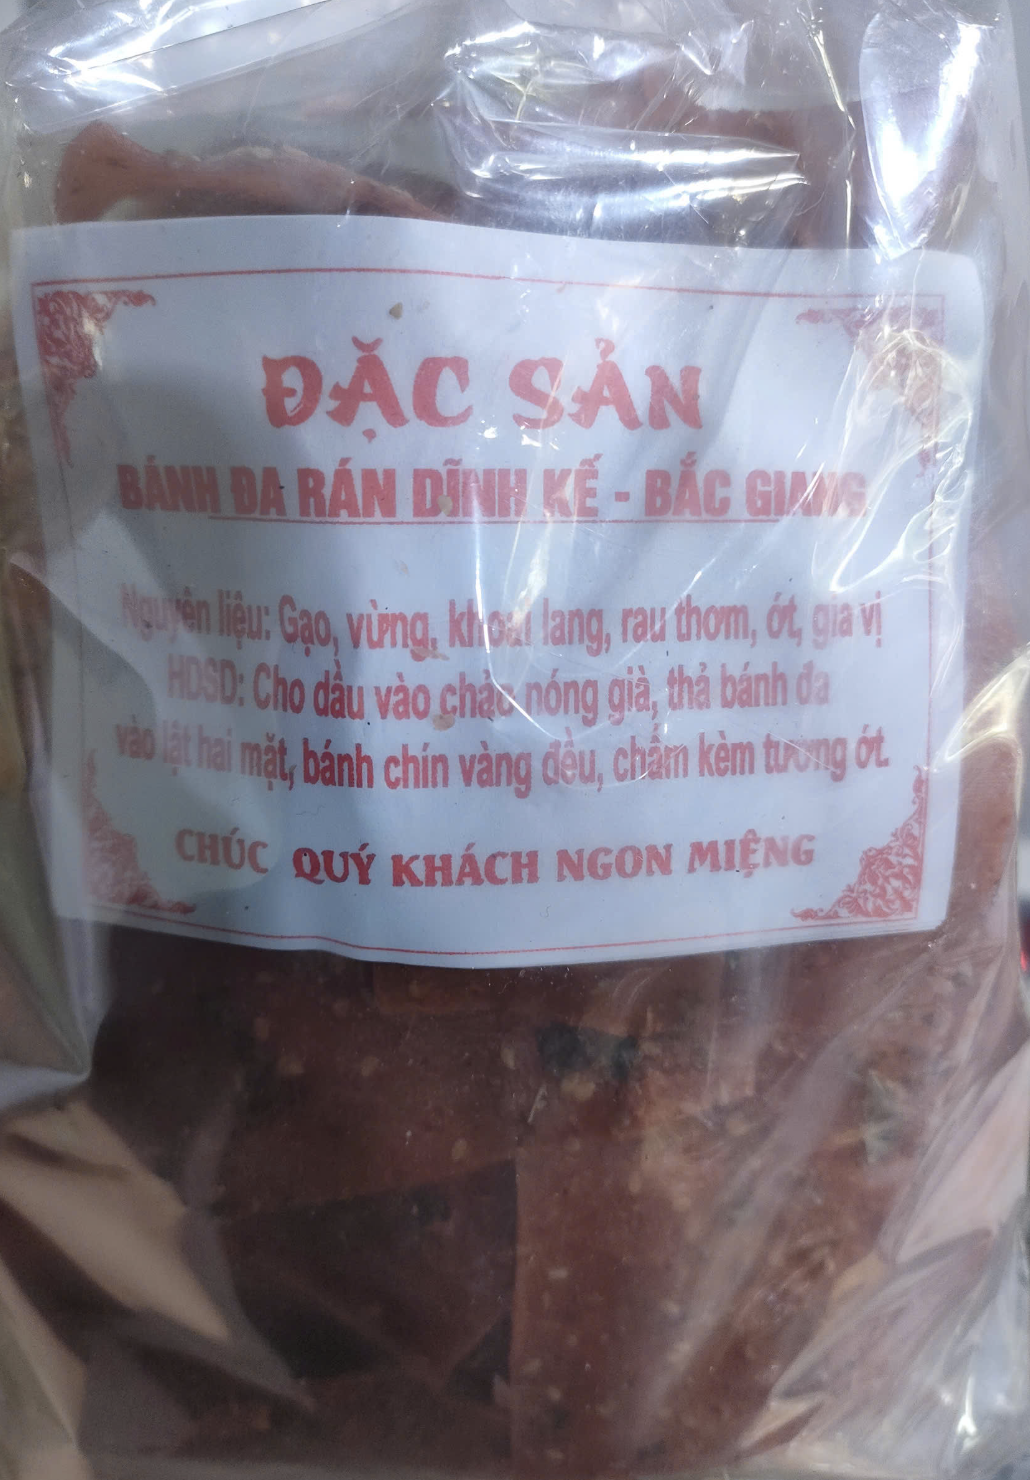 ĐẶC SẢN
BÁNH ĐA RÁN DĨNH KẾ - BẮC GIANG
Nguyên liệu: Gạo, vừng, khoai lang, rau thơm, ớt, gia vị
HDSD: Cho dầu vào chảo nóng già, thả bánh đa
vào lật hai mặt, bánh chín vàng đều, chấm kèm tương ớt.
CHÚC QUÝ KHÁCH NGON MIỆNG